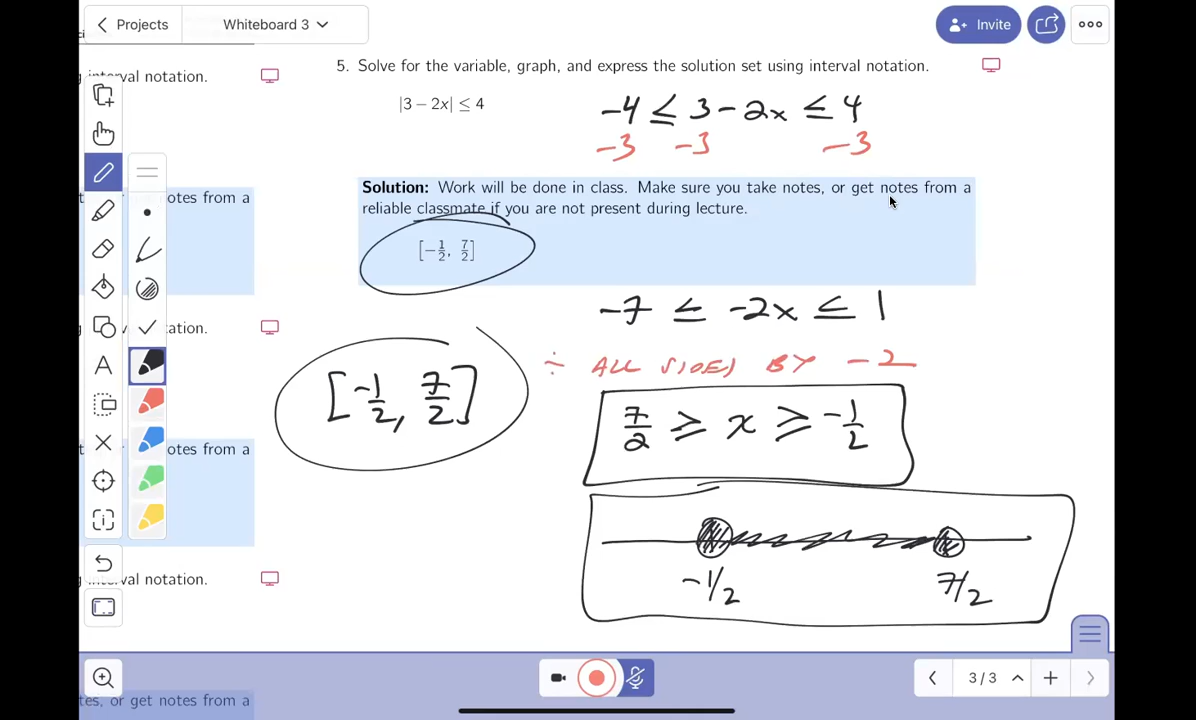 Projects
Whiteboard 3
Invite
interval notation.
5. Solve for the variable, graph, and express the solution set using interval notation.
|3 − 2x| ≤ 4
-4 ≤ 3 - 2x ≤ 4
-3 -3 -3
otes from a
Solution: Work will be done in class. Make sure you take notes, or get notes from a
reliable classmate if you are not present during lecture.
[−1/2, 7/2]
-7 ≤ -2x ≤ 1
tation.
÷ ALL SIDES BY -2
[-1/2, 7/2]
7/2 ≥ x ≥ -1/2
otes from a
-1/2 7/2
g interval notation.
3 / 3
tes, or get notes from a